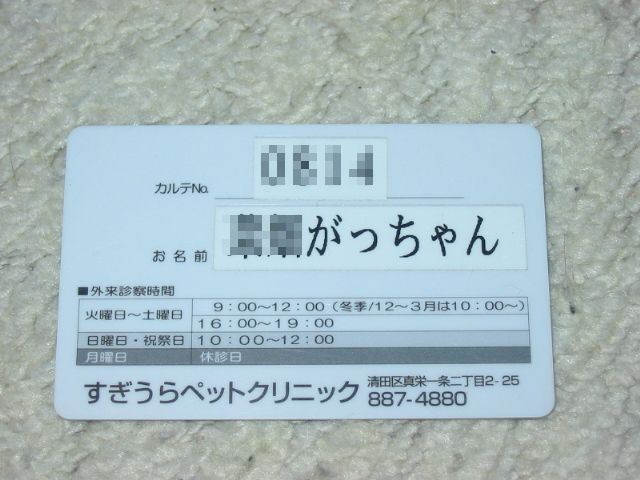 カルテNo.
お名前 がっちゃん
■外来診察時間
火曜日～土曜日 9:00～12:00(冬季/12～3月は10:00～)
16:00～19:00
日曜日・祝祭日 10:00～12:00
月曜日 休診日
すぎうらペットクリニック 清田区真栄一条二丁目2-25
887-4880